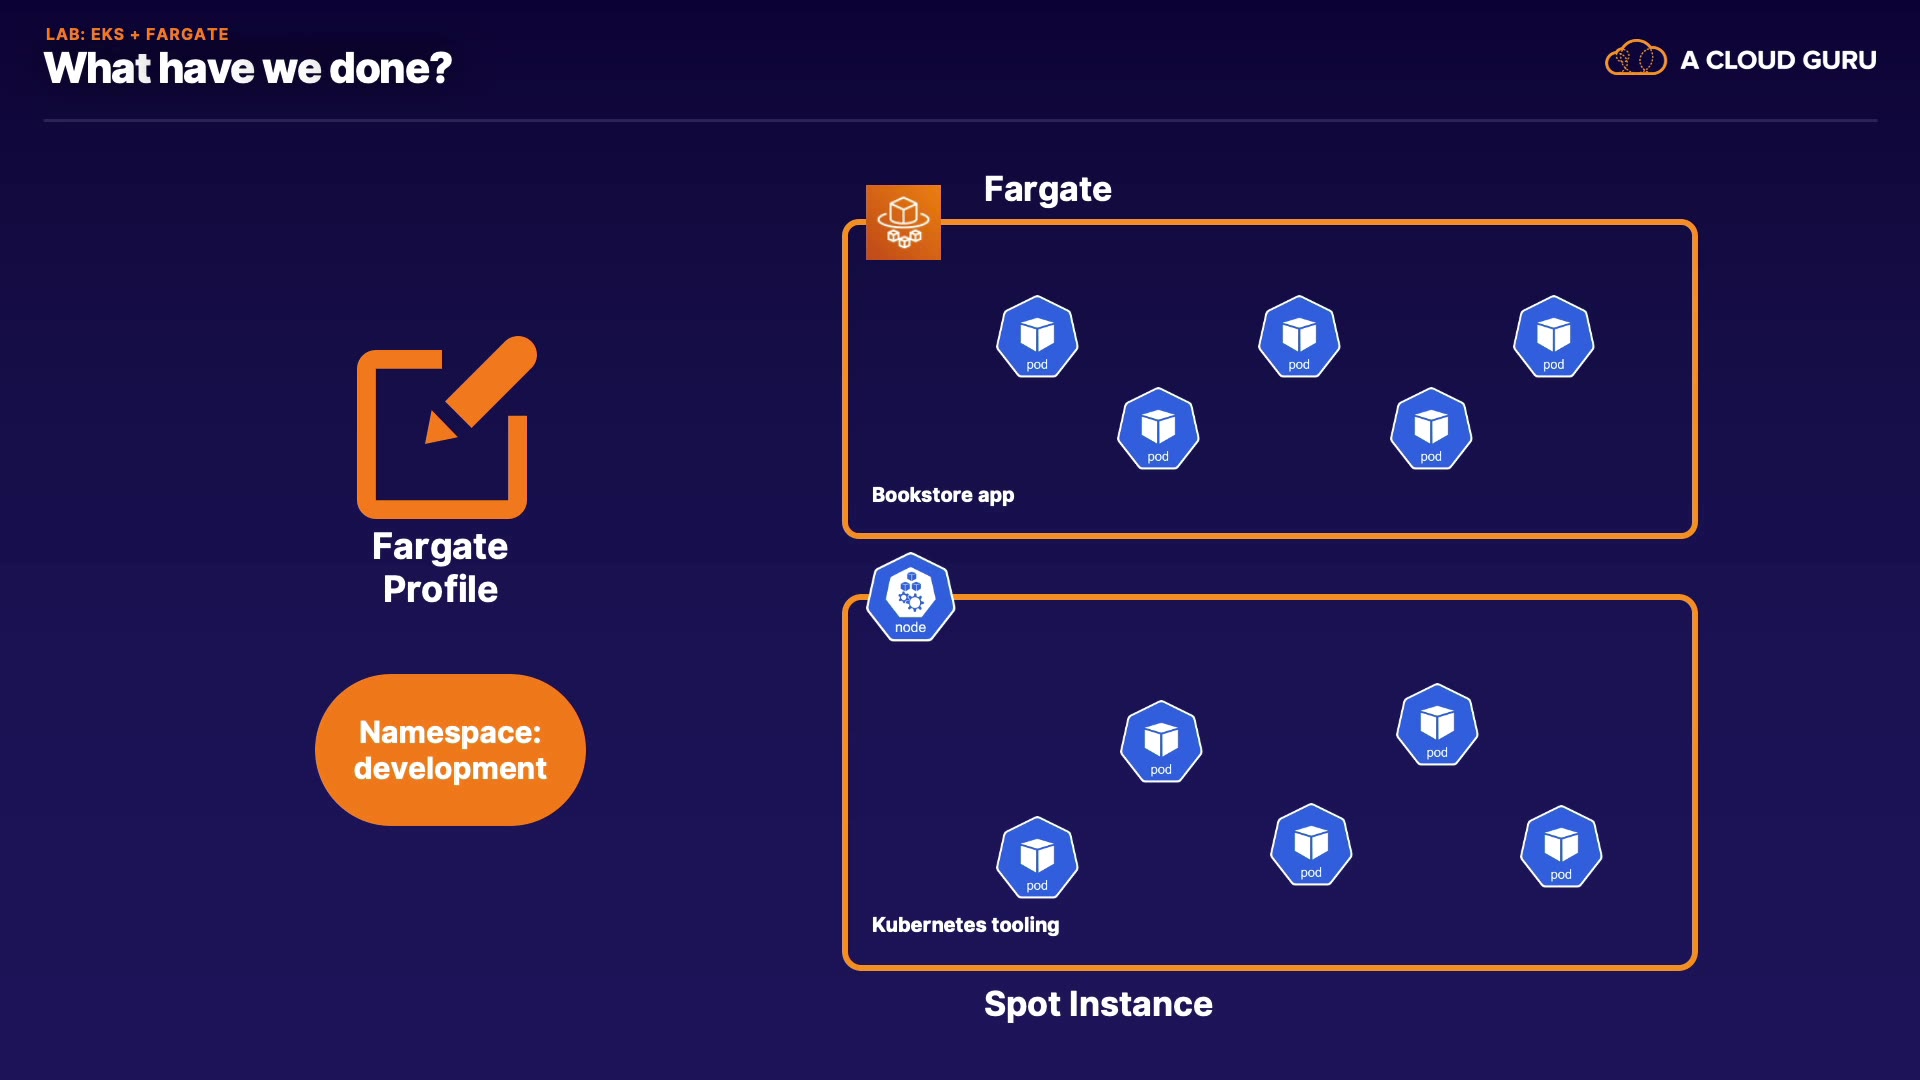 LAB: EKS + FARGATE
What have we done?
A CLOUD GURU
Fargate
pod
pod
pod
pod
pod
Bookstore app
Fargate
Profile
Namespace:
development
node
pod
pod
pod
pod
pod
Kubernetes tooling
Spot Instance